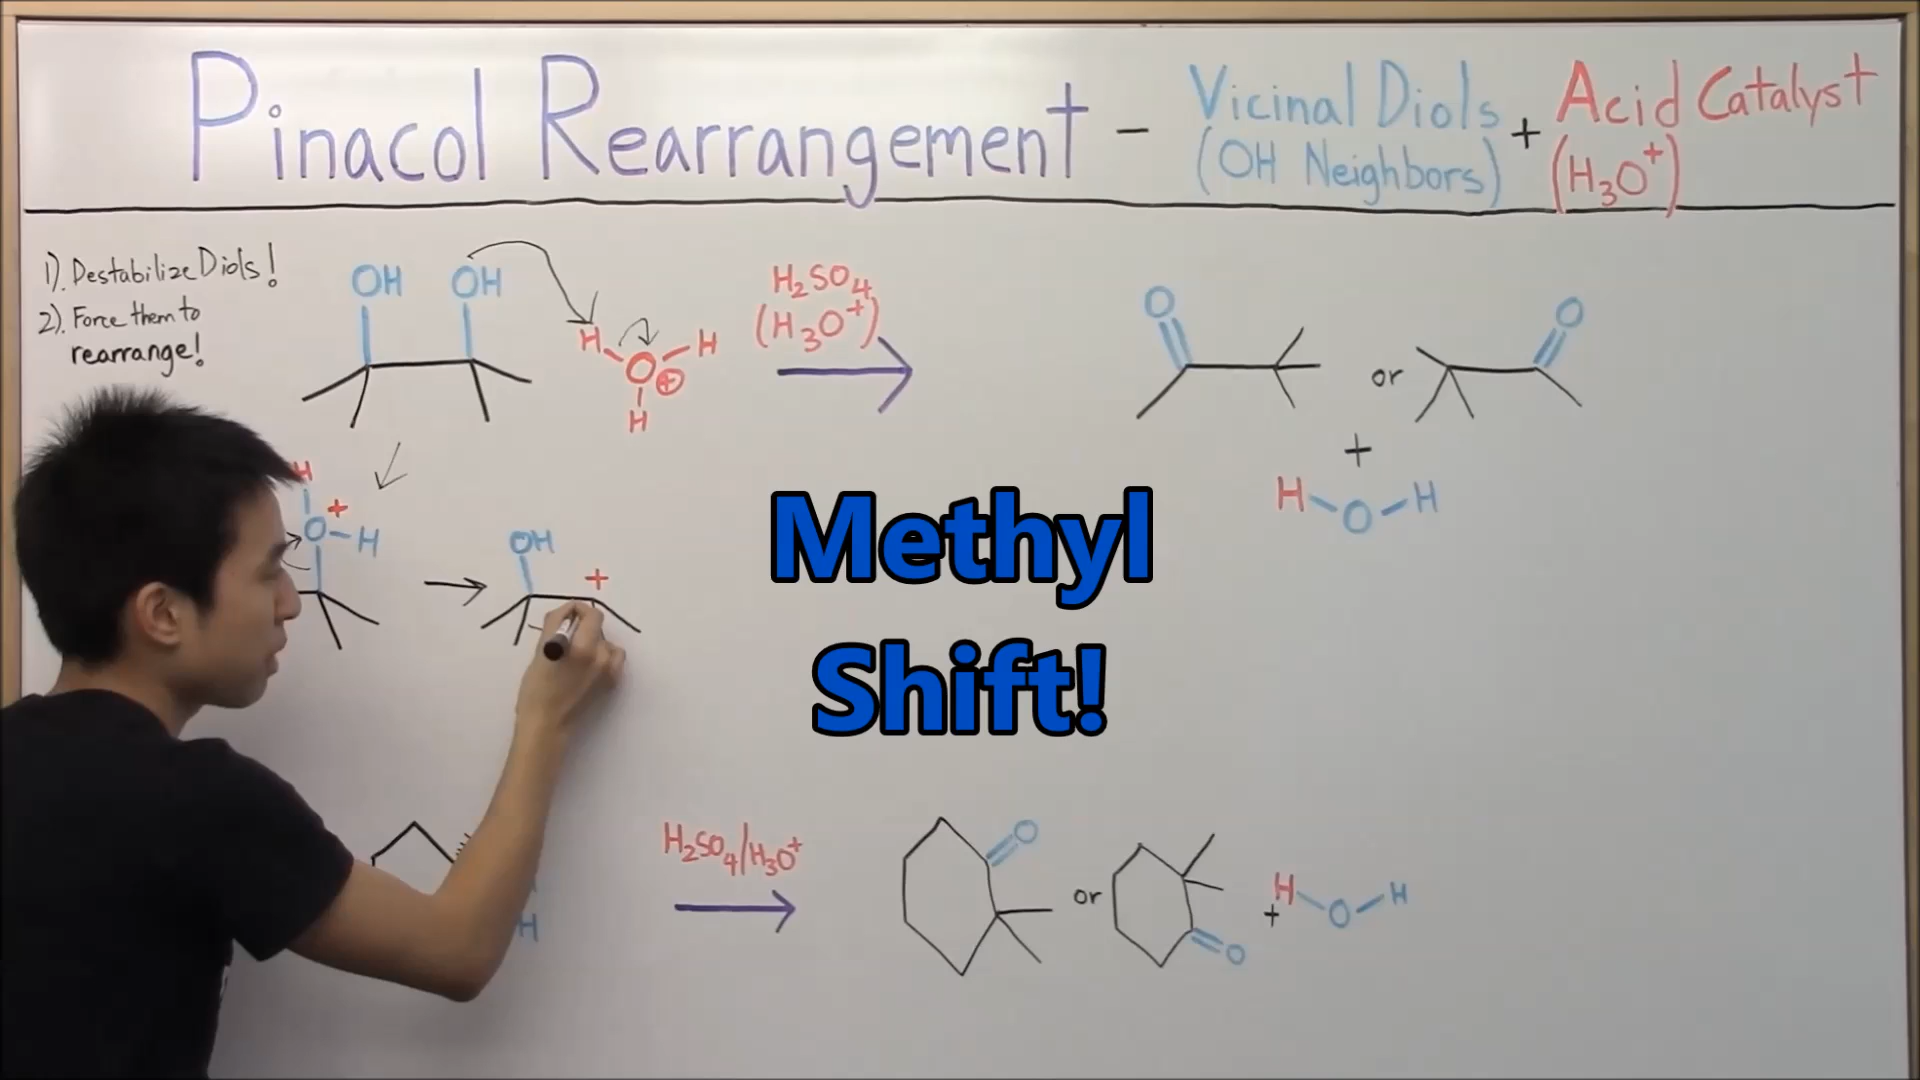 Pinacol Rearrangement - Vicinal Diols + Acid Catalyst
(OH Neighbors) (H₃O⁺)
1). Destabilize Diols!
2). Force them to
rearrange!
OH OH
H O H
⊕
H
H₂SO₄
(H₃O⁺)
O or O
+
H O H
H
O + H
OH
+
Methyl
Shift!
H
H₂SO₄/H₃O⁺
O or O + H O H